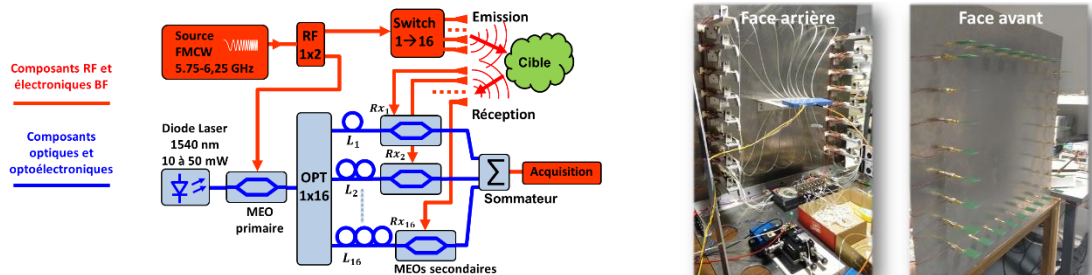 Composants RF et
électroniques BF
Composants optiques et
optoélectroniques
Source
FMCW
5.75-6,25 GHz
RF
1x2
Switch
1→16
Emission
Cible
Réception
Diode Laser
1540 nm
10 à 50 mW
MEO
primaire
OPT
1x16
L1
L2
L16
Rx1
Rx2
Rx16
MEOs secondaires
Σ
Sommateur
Acquisition
Face arrière
Face avant